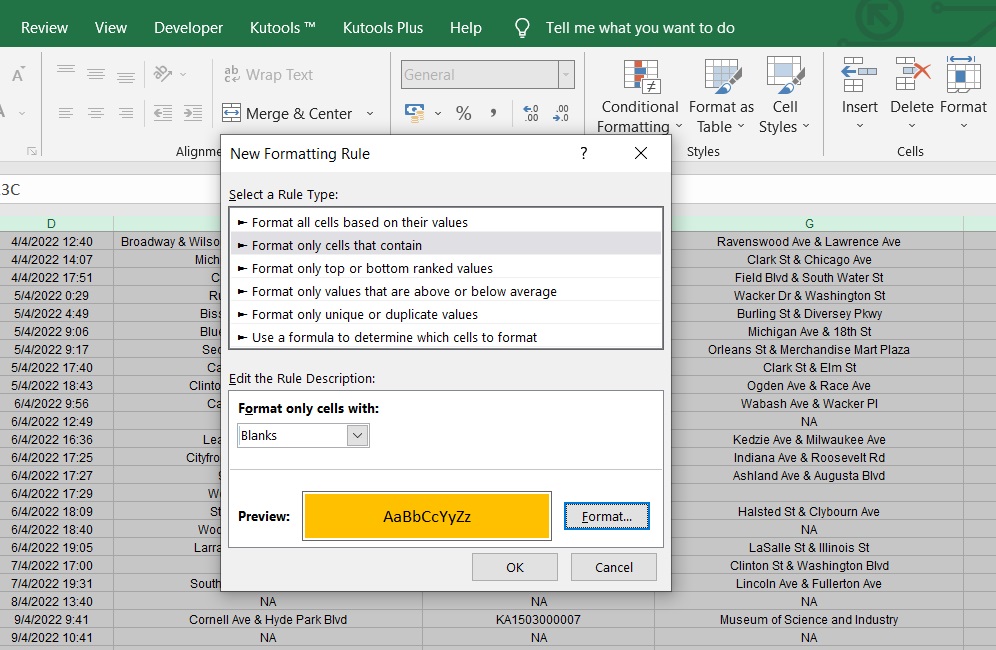 Review View Developer Kutools ™ Kutools Plus Help Tell me what you want to do
A ab Wrap Text General Conditional Formatting Format as Table Cell Styles Insert Delete Format
A Merge & Center % , .00 .00
Alignme Styles Cells
New Formatting Rule ?
3C
Select a Rule Type:
► Format all cells based on their values
► Format only cells that contain
► Format only top or bottom ranked values
► Format only values that are above or below average
► Format only unique or duplicate values
► Use a formula to determine which cells to format
Edit the Rule Description:
Format only cells with:
Blanks
Preview: AaBbCcYyZz Format...
OK Cancel
D G
4/4/2022 12:40 Broadway & Wilso Ravenswood Ave & Lawrence Ave
4/4/2022 14:07 Mich Clark St & Chicago Ave
4/4/2022 17:51 C Field Blvd & South Water St
5/4/2022 0:29 Ru Wacker Dr & Washington St
5/4/2022 4:49 Biss Burling St & Diversey Pkwy
5/4/2022 9:06 Blue Michigan Ave & 18th St
5/4/2022 9:17 Sed Orleans St & Merchandise Mart Plaza
5/4/2022 17:40 Ca Clark St & Elm St
5/4/2022 18:43 Clinto Ogden Ave & Race Ave
6/4/2022 9:56 Ca Wabash Ave & Wacker Pl
6/4/2022 12:49 NA
6/4/2022 16:36 Lea Kedzie Ave & Milwaukee Ave
6/4/2022 17:25 Cityfro Indiana Ave & Roosevelt Rd
6/4/2022 17:27 Ashland Ave & Augusta Blvd
6/4/2022 17:29 W
6/4/2022 18:09 St Halsted St & Clybourn Ave
6/4/2022 18:40 Woo NA
6/4/2022 19:05 Larra LaSalle St & Illinois St
7/4/2022 17:00 Clinton St & Washington Blvd
7/4/2022 19:31 South Lincoln Ave & Fullerton Ave
8/4/2022 13:40 NA NA NA
9/4/2022 9:41 Cornell Ave & Hyde Park Blvd KA1503000007 Museum of Science and Industry
9/4/2022 10:41 NA NA NA